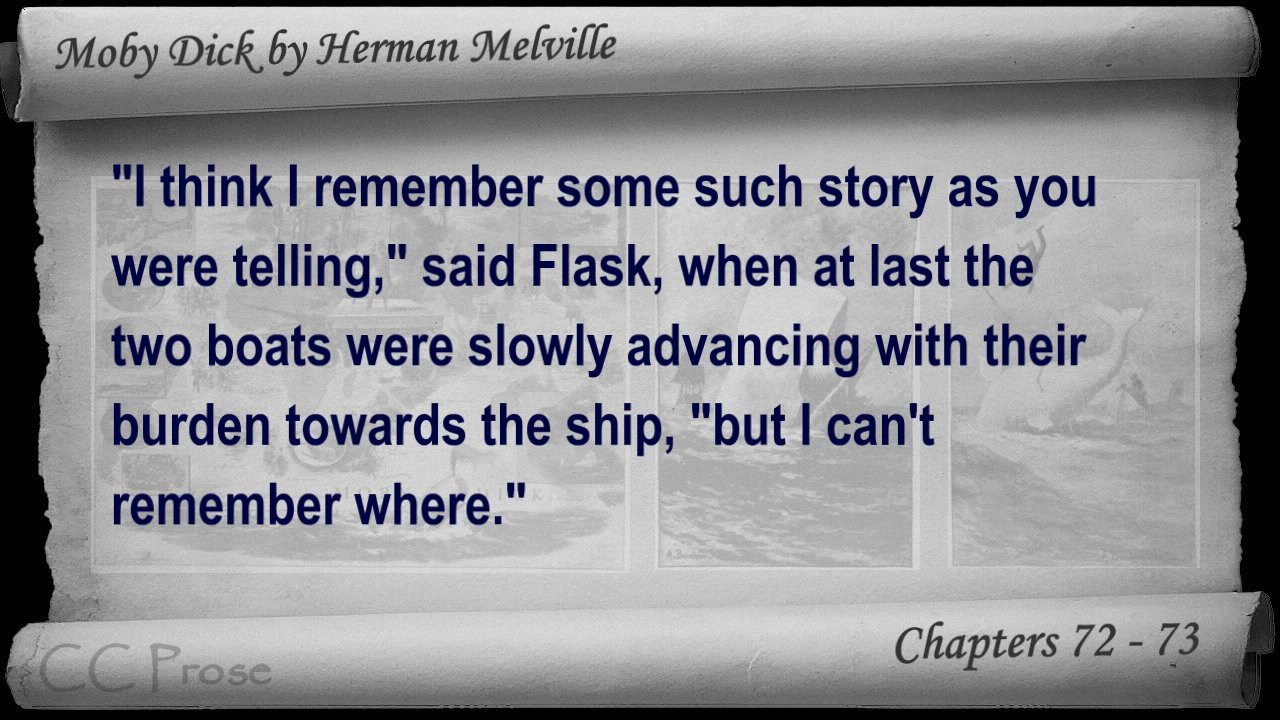 Moby Dick by Herman Melville
"I think I remember some such story as you
were telling," said Flask, when at last the
two boats were slowly advancing with their
burden towards the ship, "but I can't
remember where."
Chapters 72 - 73
CC Prose